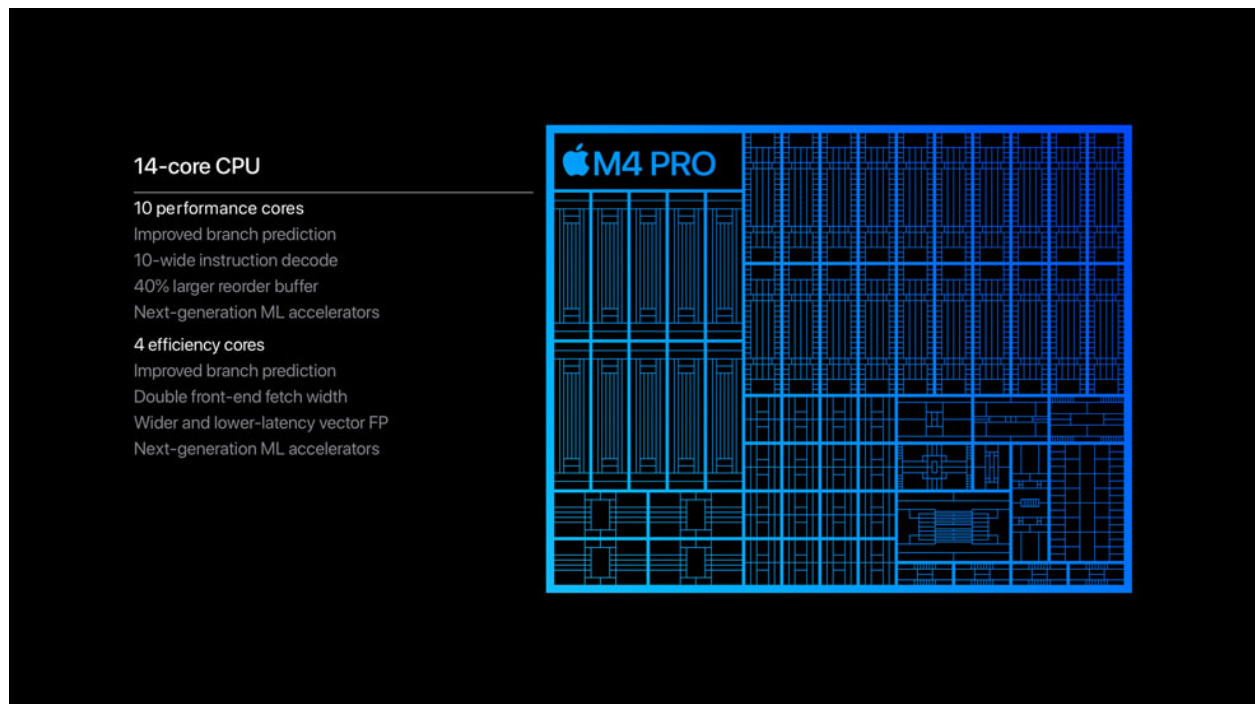 14-core CPU
10 performance cores
Improved branch prediction
10-wide instruction decode
40% larger reorder buffer
Next-generation ML accelerators
4 efficiency cores
Improved branch prediction
Double front-end fetch width
Wider and lower-latency vector FP
Next-generation ML accelerators
M4 PRO